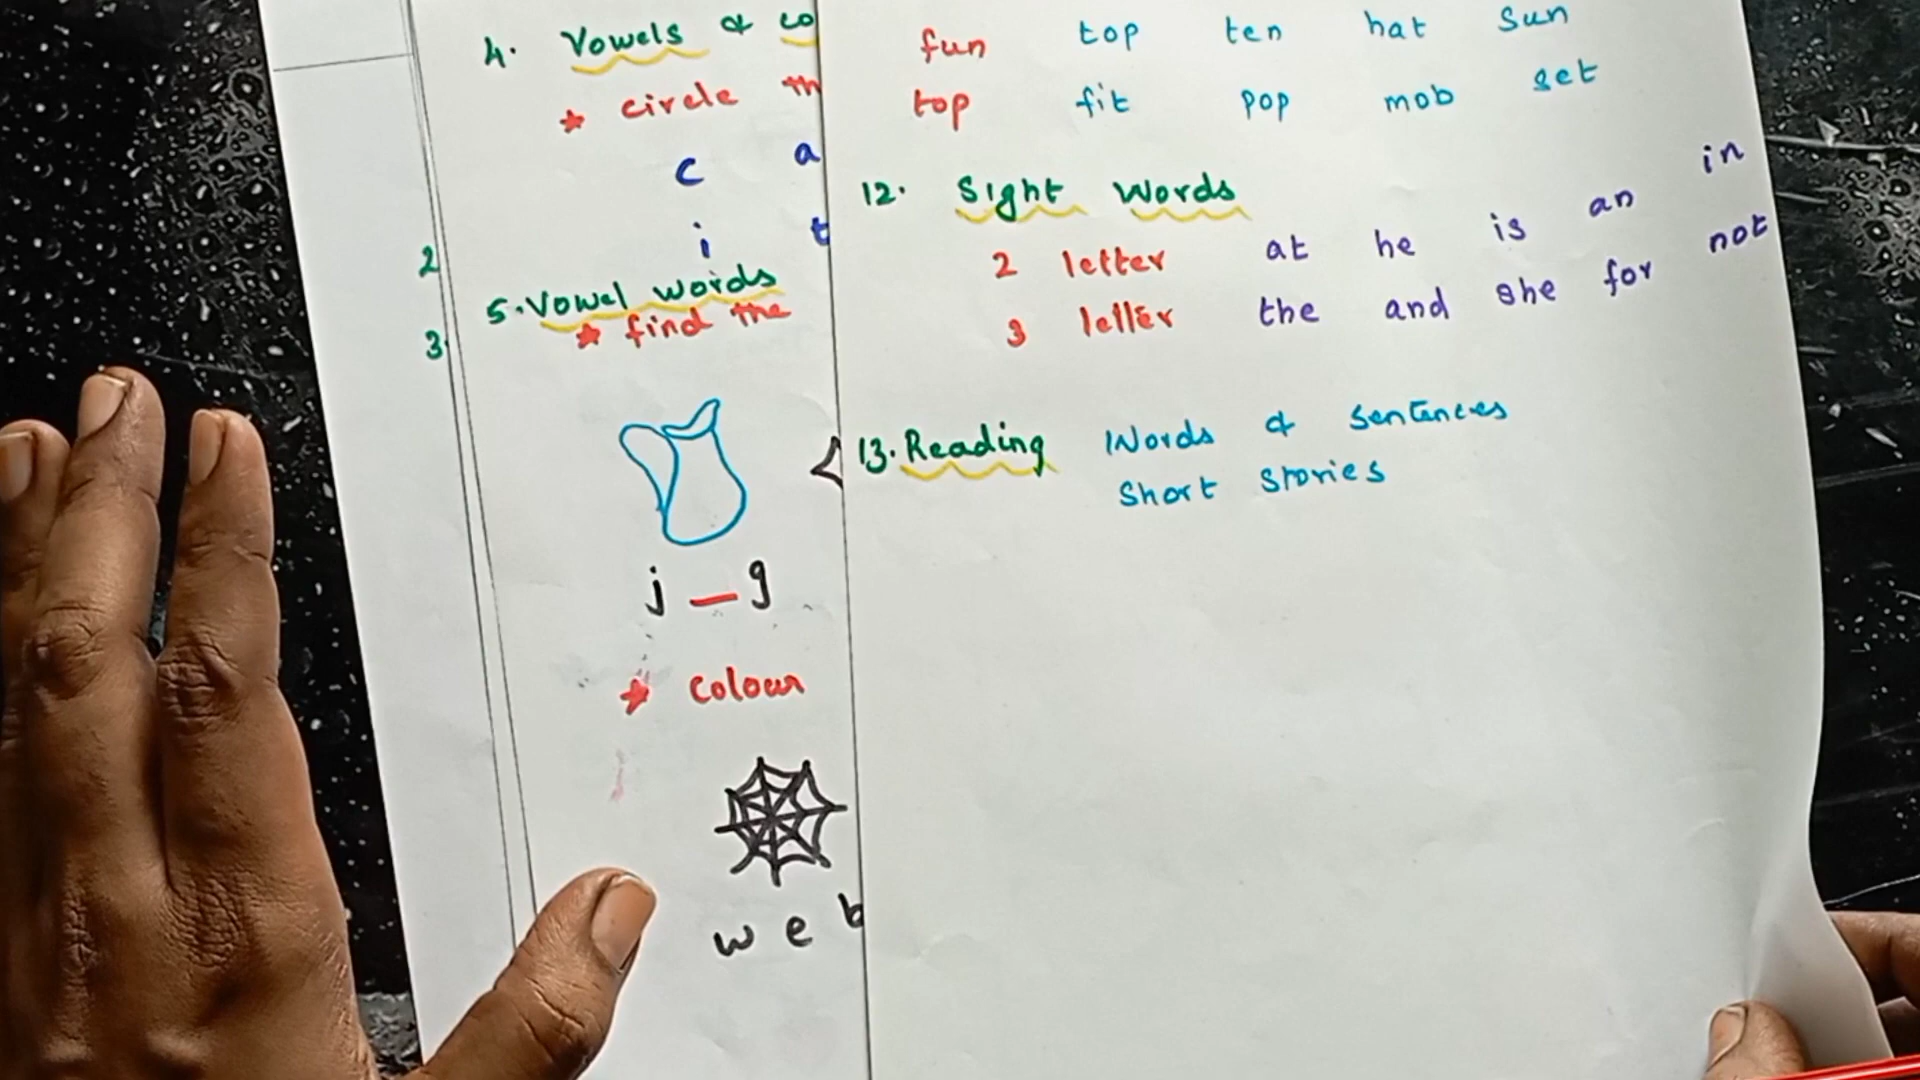 4. Vowels & co
★ circle th
c a
i t
2
5. Vowel words
★ find the
3.
j _ g
★ colour
w e b
fun top ten hat sun
top fit pop mob set
12. Sight Words
2 letter at he is an in
3 letter the and she for not
13. Reading Words & Sentences
Short Stories